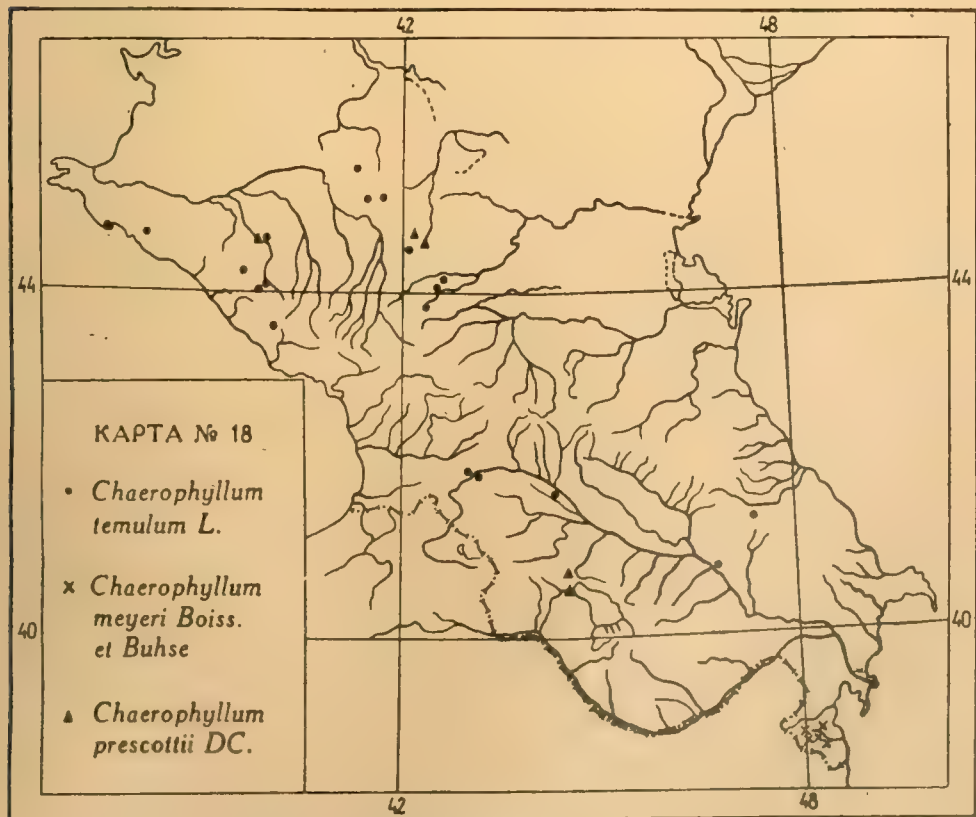 42 48
44 44
40 40
42 48
КАРТА № 18
• Chaerophyllum
temulum L.
× Chaerophyllum
meyeri Boiss.
et Buhse
▲ Chaerophyllum
prescottii DC.